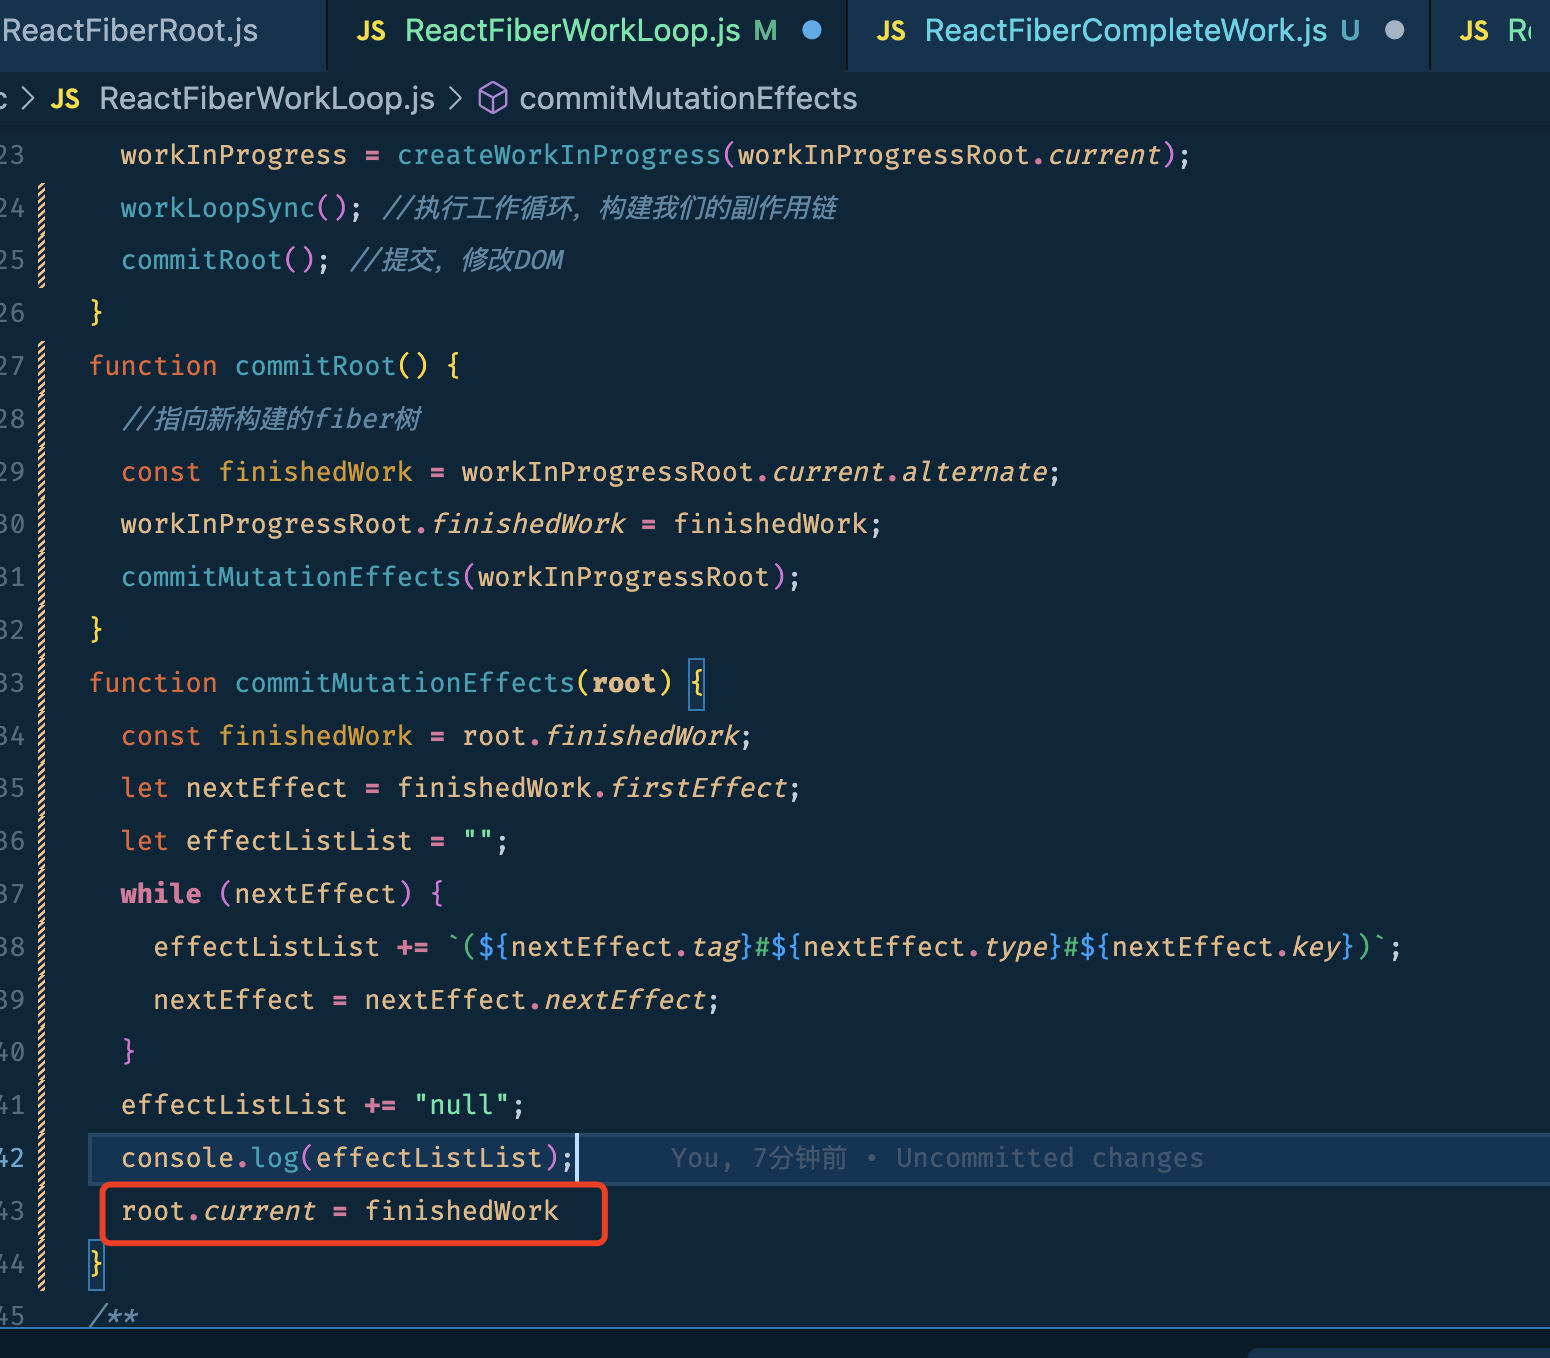 ReactFiberRoot.js JS ReactFiberWorkLoop.js M JS ReactFiberCompleteWork.js U JS Re
c > JS ReactFiberWorkLoop.js > commitMutationEffects
23 workInProgress = createWorkInProgress(workInProgressRoot.current);
24 workLoopSync(); //执行工作循环，构建我们的副作用链
25 commitRoot(); //提交，修改DOM
26 }
27 function commitRoot() {
28 //指向新构建的fiber树
29 const finishedWork = workInProgressRoot.current.alternate;
30 workInProgressRoot.finishedWork = finishedWork;
31 commitMutationEffects(workInProgressRoot);
32 }
33 function commitMutationEffects(root) {
34 const finishedWork = root.finishedWork;
35 let nextEffect = finishedWork.firstEffect;
36 let effectListList = "";
37 while (nextEffect) {
38 effectListList += `(${nextEffect.tag}#${nextEffect.type}#${nextEffect.key})`;
39 nextEffect = nextEffect.nextEffect;
40 }
41 effectListList += "null";
42 console.log(effectListList); You, 7分钟前 • Uncommitted changes
43 root.current = finishedWork
44 }
45 /**